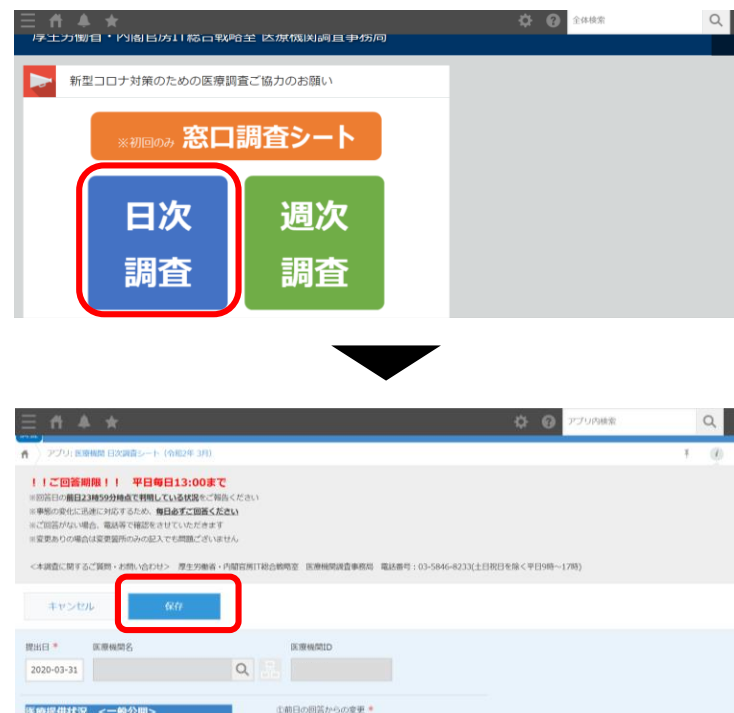 全体検索
厚生労働省・内閣官房IT総合戦略室 医療機関調査事務局
新型コロナ対策のための医療調査ご協力のお願い
※初回のみ 窓口調査シート
日次
調査
週次
調査
アプリ内検索
アプリ: 医療機関 日次調査シート (令和2年 3月)
！！ご回答期限！！　平日毎日13:00まで
※回答日の前日23時59分時点で判明している状況をご報告ください
※事態の変化に迅速に対応するため、毎日必ずご回答ください
※ご回答がない場合、電話等で確認をさせていただきます
※変更ありの場合は変更箇所のみの記入でも問題ございません
<本調査に関するご質問・お問い合わせ>　厚生労働省・内閣官房IT総合戦略室　医療機関調査事務局　電話番号：03-5846-8233(土日祝日を除く平日9時～17時)
キャンセル
保存
提出日 *
医療機関名
医療機関ID
2020-03-31
医療提供状況　<一般公開>
①前日の回答からの変更 *